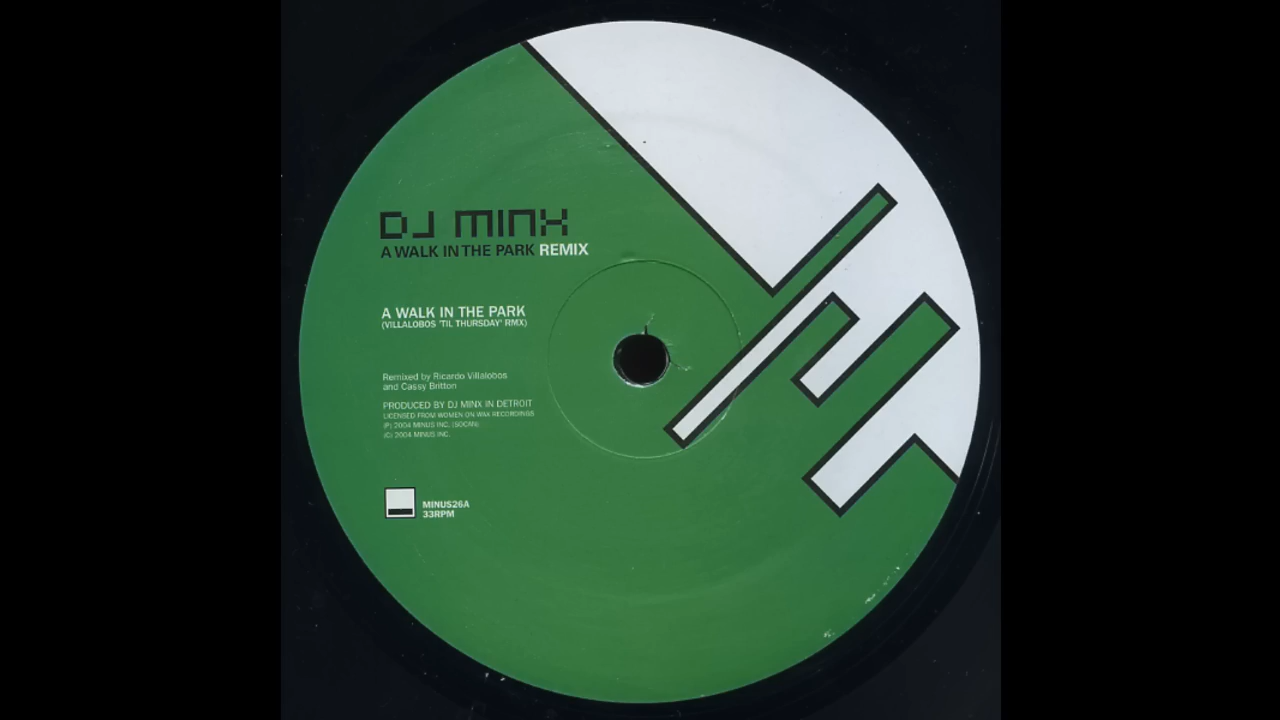 DJ MINX
A WALK IN THE PARK REMIX
A WALK IN THE PARK
(VILLALOBOS 'TIL THURSDAY' RMX)
Remixed by Ricardo Villalobos
and Cassy Britton
PRODUCED BY DJ MINX IN DETROIT
LICENSED FROM WOMEN ON WAX RECORDINGS
(P) 2004 MINUS INC. (SOCAN)
(C) 2004 MINUS INC.
MINUS26A
33RPM